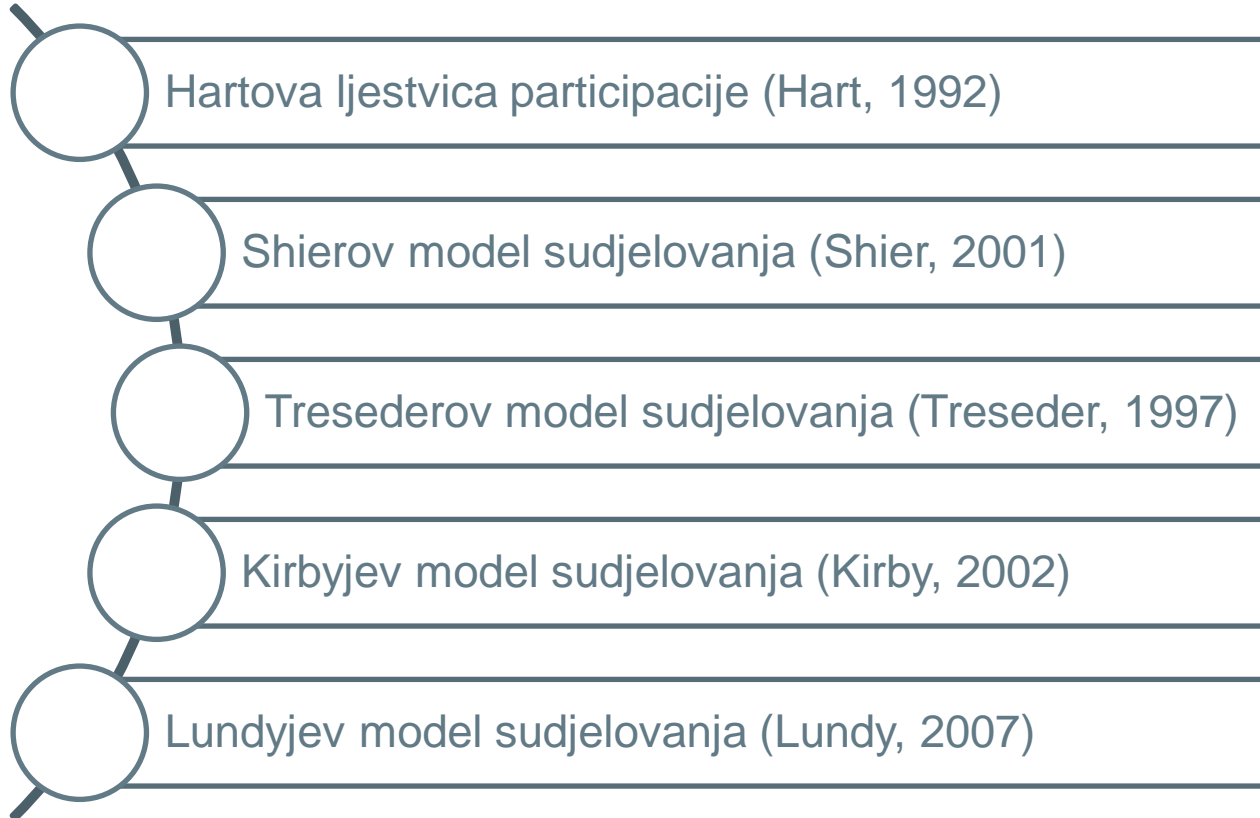 Hartova ljestvica participacije (Hart, 1992)
Shierov model sudjelovanja (Shier, 2001)
Tresederov model sudjelovanja (Treseder, 1997)
Kirbyjev model sudjelovanja (Kirby, 2002)
Lundyjev model sudjelovanja (Lundy, 2007)